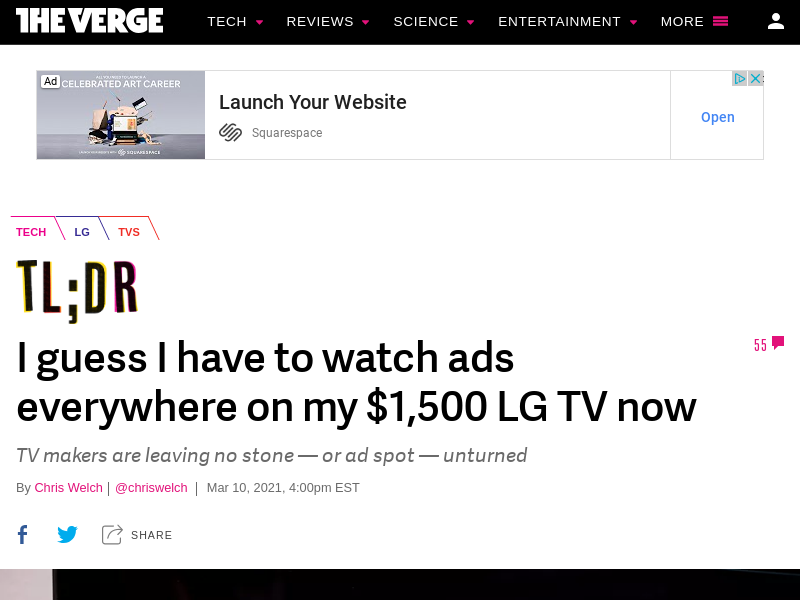 THE VERGE
TECH REVIEWS SCIENCE ENTERTAINMENT MORE
Ad
ALL YOU NEED TO LAUNCH A
CELEBRATED ART CAREER
SQUARESPACE
Launch Your Website
Squarespace
Open
TECH LG TVS
TL;DR
I guess I have to watch ads
everywhere on my $1,500 LG TV now
55
TV makers are leaving no stone — or ad spot — unturned
By Chris Welch | @chriswelch | Mar 10, 2021, 4:00pm EST
SHARE